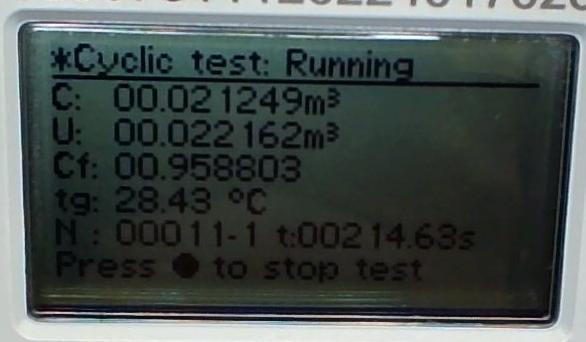 *Cyclic test: Running
C: 00.021249m³
U: 00.022162m³
Cf: 00.958803
tg: 28.43 °C
N : 00011-1 t:00214.63s
Press ● to stop test